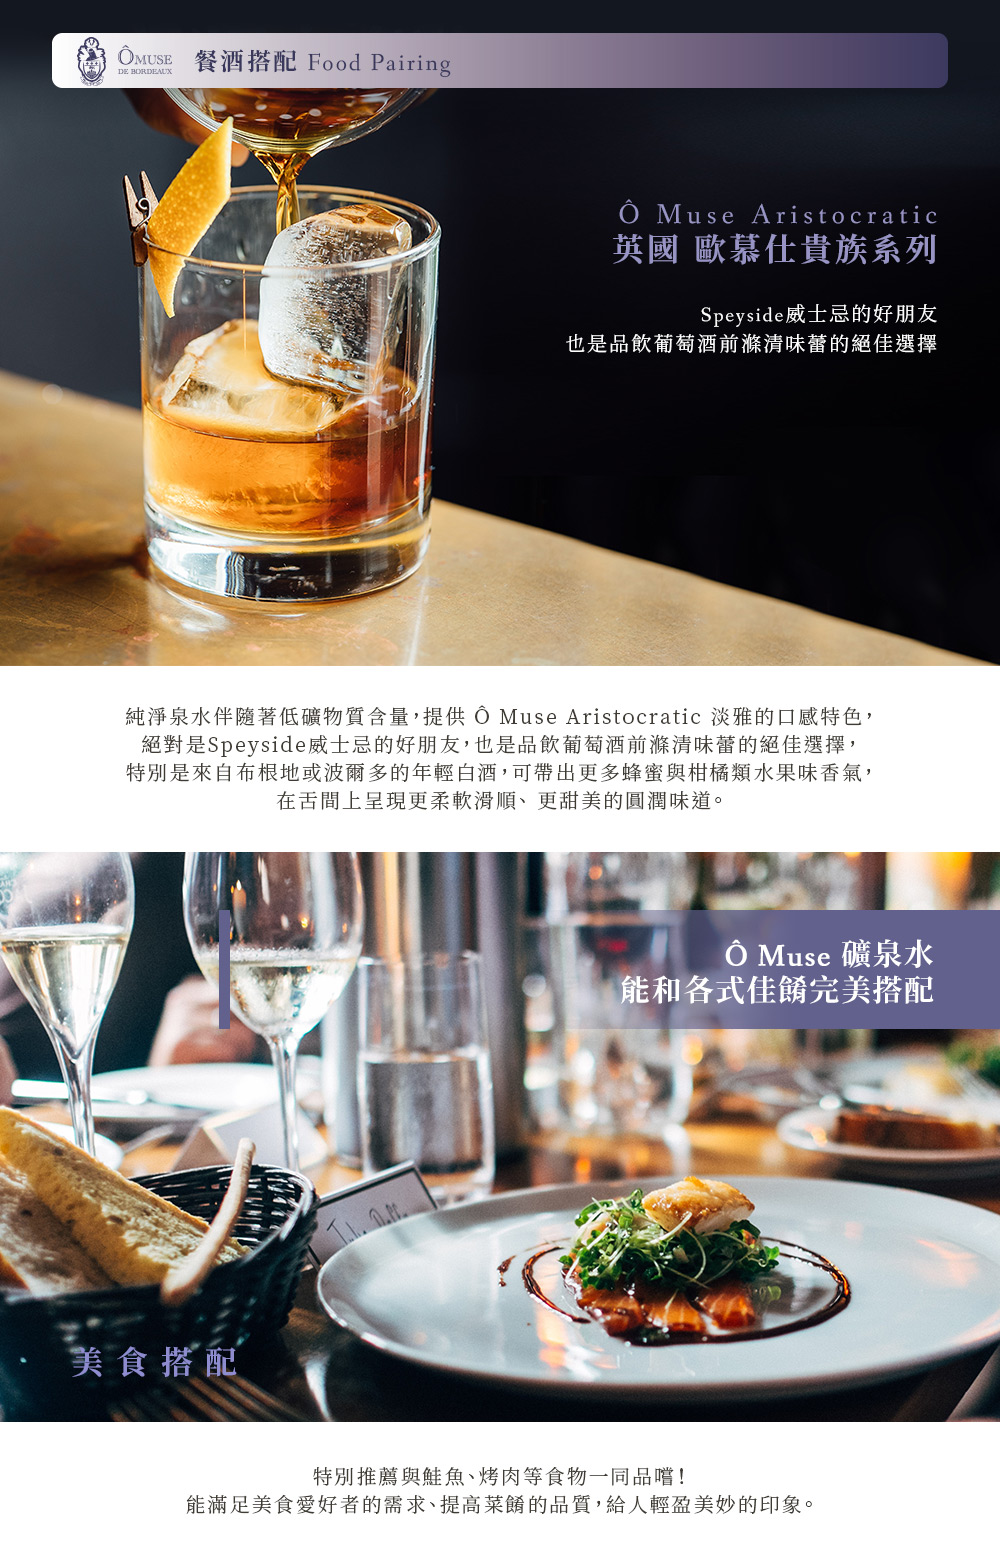 ÔMUSE
DE BORDEAUX
餐酒搭配 Food Pairing
Ô Muse Aristocratic
英國 歐慕仕貴族系列
Speyside威士忌的好朋友
也是品飲葡萄酒前滌清味蕾的絕佳選擇
純淨泉水伴隨著低礦物質含量，提供 Ô Muse Aristocratic 淡雅的口感特色，
絕對是Speyside威士忌的好朋友，也是品飲葡萄酒前滌清味蕾的絕佳選擇，
特別是來自布根地或波爾多的年輕白酒，可帶出更多蜂蜜與柑橘類水果味香氣，
在舌間上呈現更柔軟滑順、更甜美的圓潤味道。
Ô Muse 礦泉水
能和各式佳餚完美搭配
美食搭配
特別推薦與鮭魚、烤肉等食物一同品嚐！
能滿足美食愛好者的需求、提高菜餚的品質，給人輕盈美妙的印象。